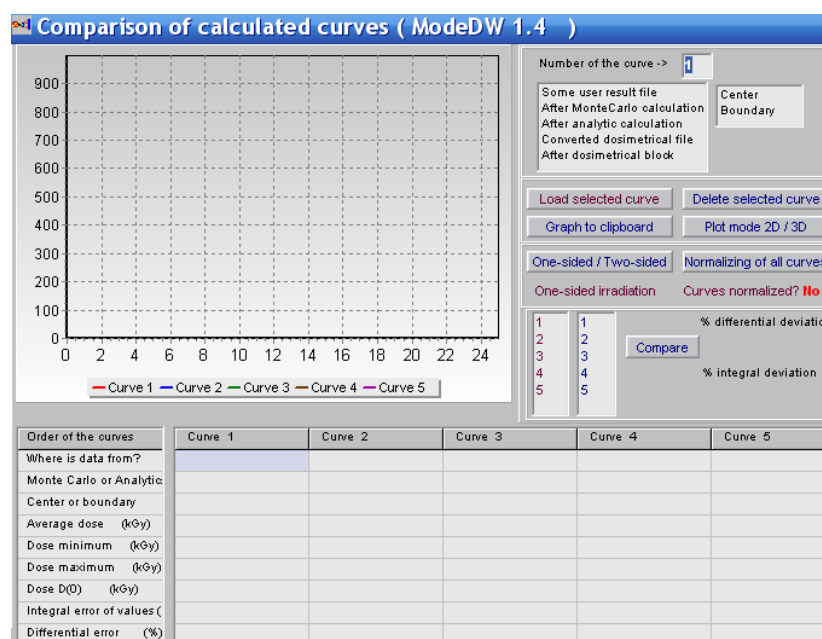 Comparison of calculated curves ( ModeDW 1.4 )
900
800
700
600
500
400
300
200
100
0
0 2 4 6 8 10 12 14 16 18 20 22 24
Curve 1 Curve 2 Curve 3 Curve 4 Curve 5
Number of the curve -> 1
Some user result file
After MonteCarlo calculation
After analytic calculation
Converted dosimetrical file
After dosimetrical block
Center
Boundary
Load selected curve Delete selected curve
Graph to clipboard Plot mode 2D / 3D
One-sided / Two-sided Normalizing of all curves
One-sided irradiation Curves normalized? No
1 1 % differential deviatio
2 2
3 3 Compare
4 4 % integral deviation
5 5
Order of the curves Curve 1 Curve 2 Curve 3 Curve 4 Curve 5
Where is data from?
Monte Carlo or Analytic
Center or boundary
Average dose (kGy)
Dose minimum (kGy)
Dose maximum (kGy)
Dose D(0) (kGy)
Integral error of values (
Differential error (%)